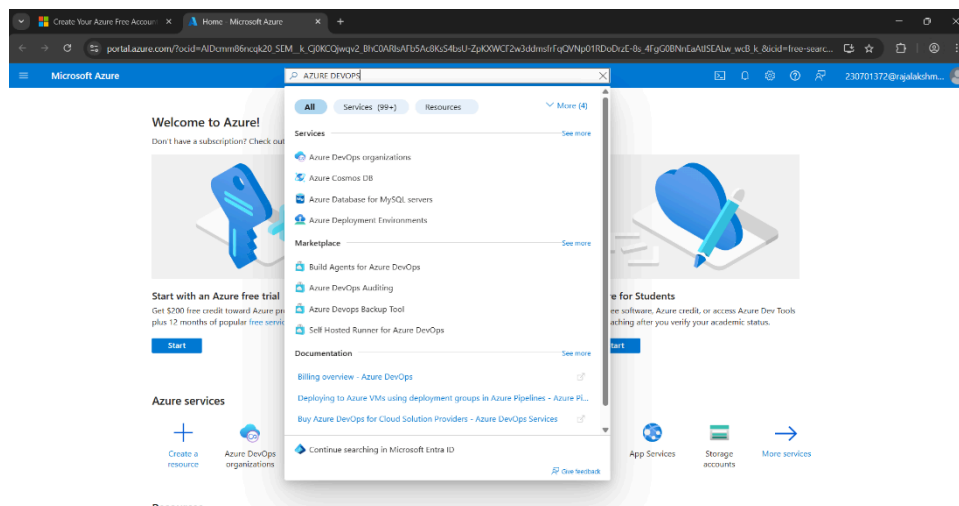 Create Your Azure Free Accoun
Home - Microsoft Azure
Microsoft Azure
AZURE DEVOPS
230701372@rajalakshm...
All
Services (99+)
Resources
More (4)
Welcome to Azure!
Don't have a subscription? Check out
Services
See more
Azure DevOps organizations
Azure Cosmos DB
Azure Database for MySQL servers
Azure Deployment Environments
Marketplace
See more
Build Agents for Azure DevOps
Azure DevOps Auditing
Azure Devops Backup Tool
Self Hosted Runner for Azure DevOps
Documentation
See more
Billing overview - Azure DevOps
Deploying to Azure VMs using deployment groups in Azure Pipelines - Azure Pi...
Buy Azure DevOps for Cloud Solution Providers - Azure DevOps Services
Continue searching in Microsoft Entra ID
Give feedback
Start with an Azure free trial
Get $200 free credit toward Azure pr
plus 12 months of popular free servic
Start
e for Students
ee software, Azure credit, or access Azure Dev Tools
aching after you verify your academic status.
tart
Azure services
Create a
resource
Azure DevOps
organizations
App Services
Storage
accounts
More services